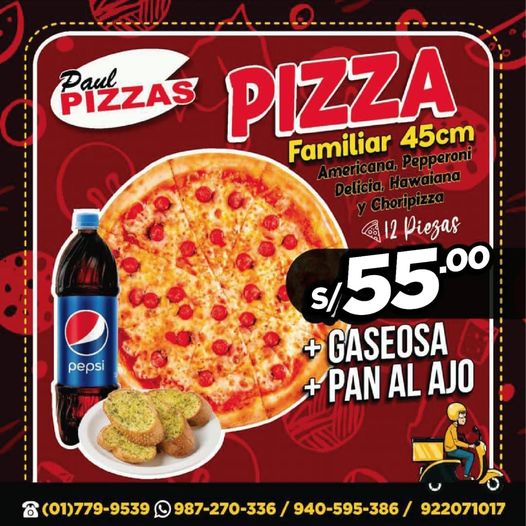 Paul
PIZZAS
PIZZA
Familiar 45cm
Americana, Pepperoni
Delicia, Hawaiana
y Choripizza
12 Piezas
S/55.00
+ GASEOSA
+ PAN AL AJO
pepsi
(01)779-9539 987-270-336 / 940-595-386 / 922071017